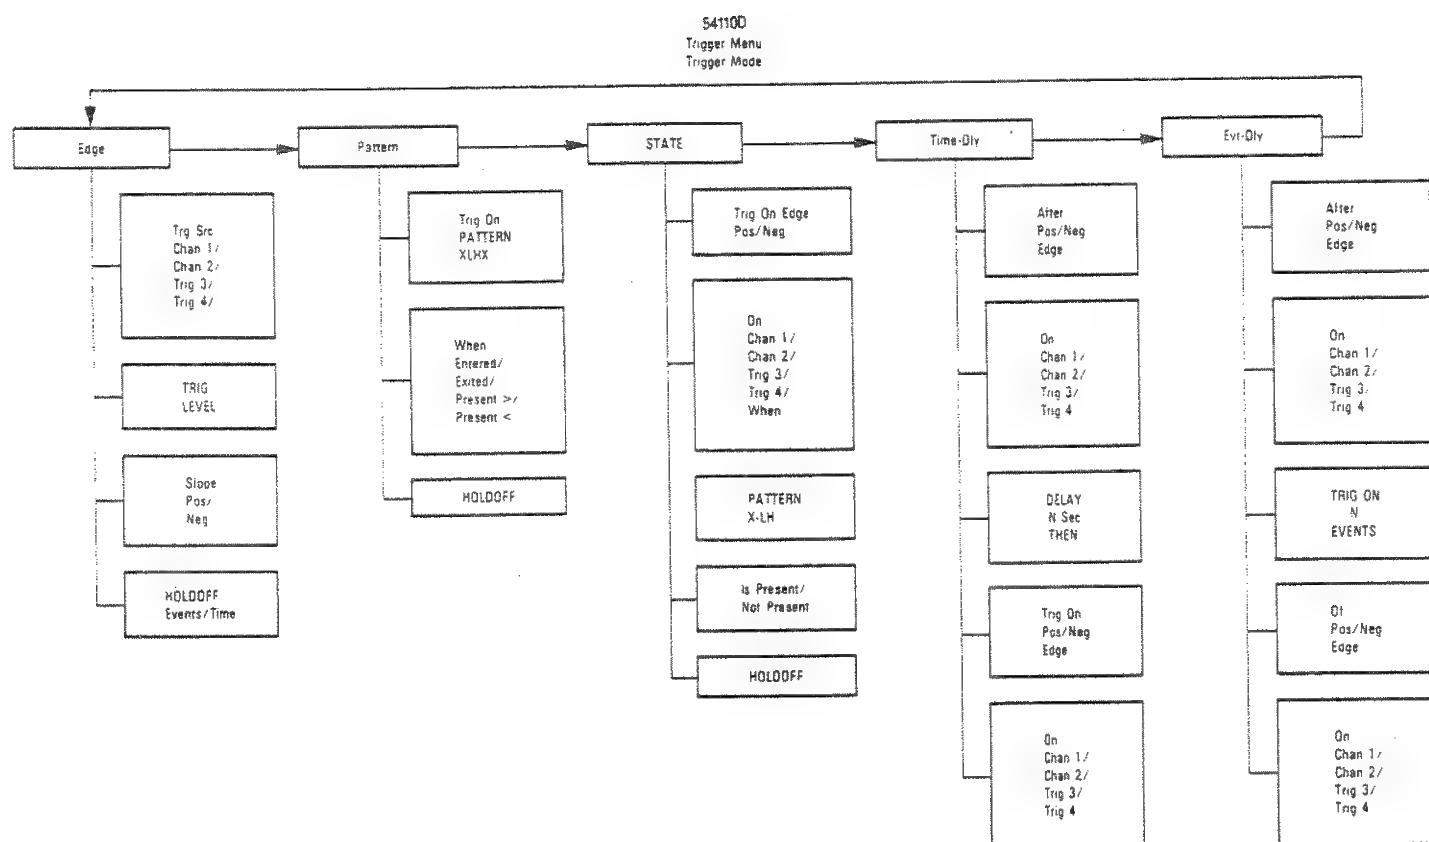 54110D
Trigger Menu
Trigger Mode
Edge
Trg Src
Chan 1/
Chan 2/
Trig 3/
Trig 4/
TRIG
LEVEL
Slope
Pos/
Neg
HOLDOFF
Events/Time
Pattern
Trig On
PATTERN
XLHX
When
Entered/
Exited/
Present >/
Present <
HOLDOFF
STATE
Trig On Edge
Pos/Neg
On
Chan 1/
Chan 2/
Trig 3/
Trig 4/
When
PATTERN
X-LH
Is Present/
Not Present
HOLDOFF
Time-Dly
After
Pos/Neg
Edge
On
Chan 1/
Chan 2/
Trig 3/
Trig 4
DELAY
N Sec
THEN
Trig On
Pos/Neg
Edge
On
Chan 1/
Chan 2/
Trig 3/
Trig 4
Evt-Dly
After
Pos/Neg
Edge
On
Chan 1/
Chan 2/
Trig 3/
Trig 4
TRIG ON
N
EVENTS
Of
Pos/Neg
Edge
On
Chan 1/
Chan 2/
Trig 3/
Trig 4